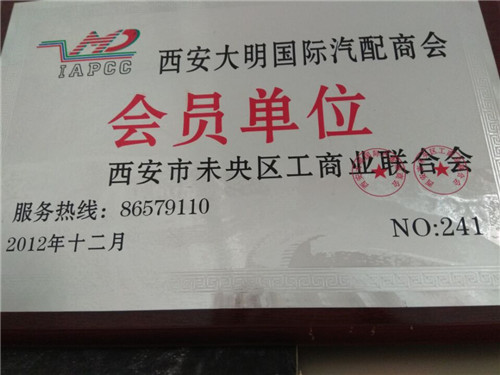 IAPCC
西安大明国际汽配商会
会员单位
西安市未央区工商业联合会
服务热线：86579110
2012年十二月
NO:241